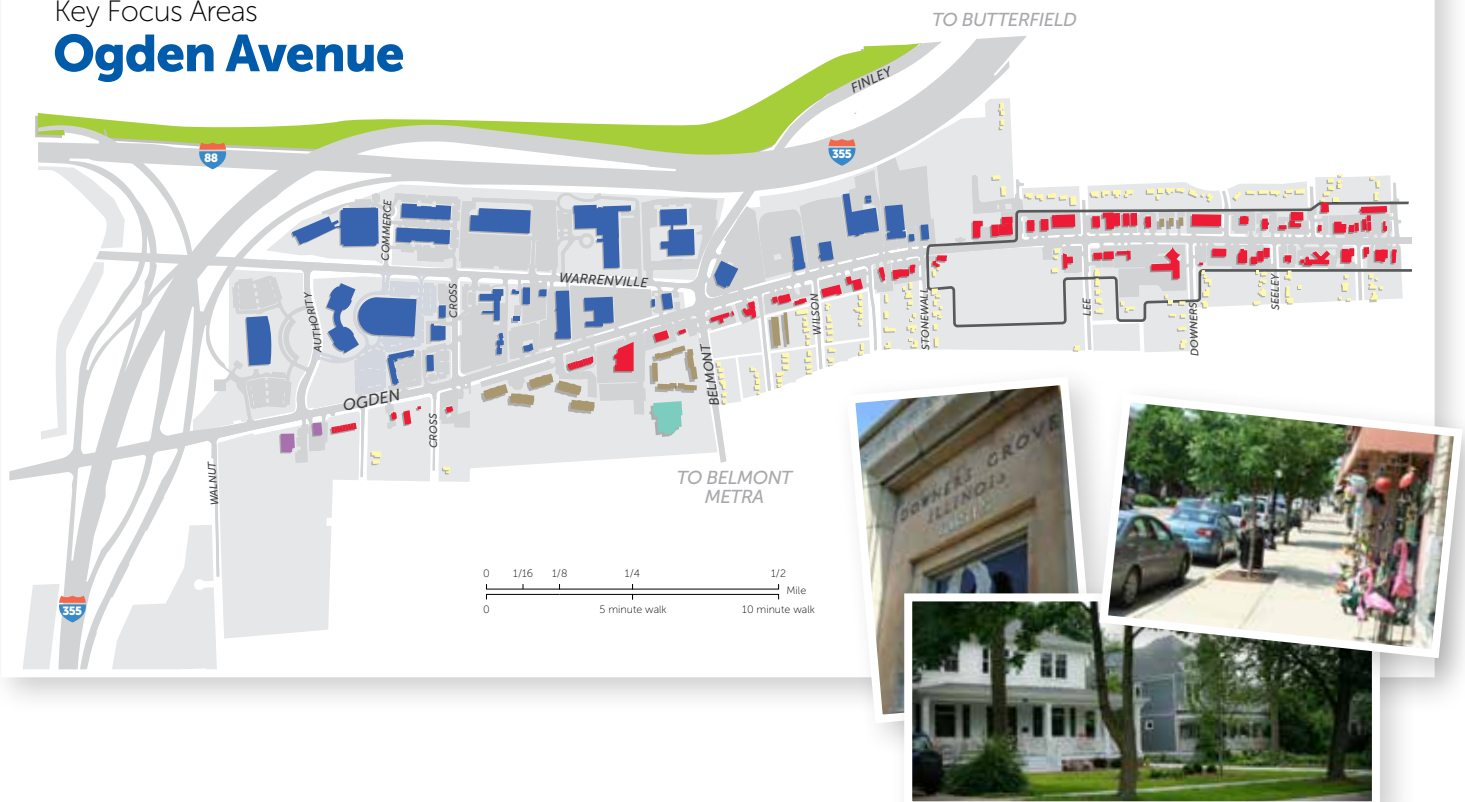 Key Focus Areas
Ogden Avenue
TO BUTTERFIELD
FINLEY
88
355
COMMERCE
WARRENVILLE
CROSS
AUTHORITY
WILSON
STONEWALL
LEE
SEELEY
DOWNERS
BELMONT
OGDEN
CROSS
WALNUT
TO BELMONT
METRA
0 1/16 1/8 1/4 1/2
Mile
0 5 minute walk 10 minute walk
355
DOWNERS GROVE
ILLINOIS